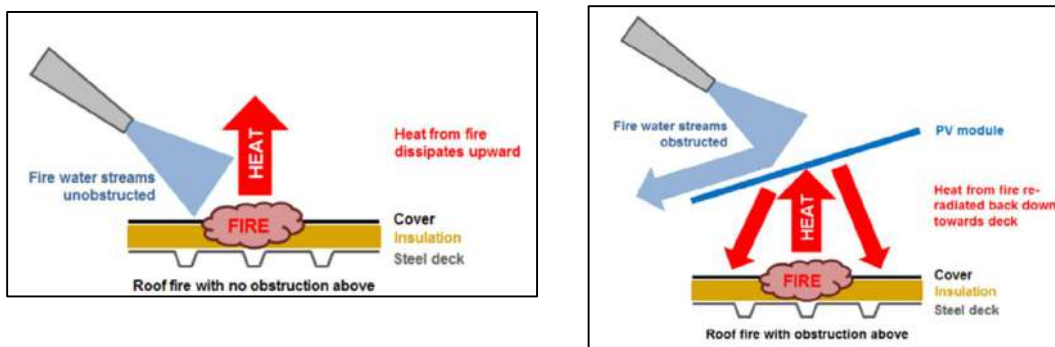 HEAT
Heat from fire
dissipates upward
Fire water streams
unobstructed
FIRE
Cover
Insulation
Steel deck
Roof fire with no obstruction above
Fire water streams
obstructed
PV module
HEAT
Heat from fire re-
radiated back down
towards deck
FIRE
Cover
Insulation
Steel deck
Roof fire with obstruction above